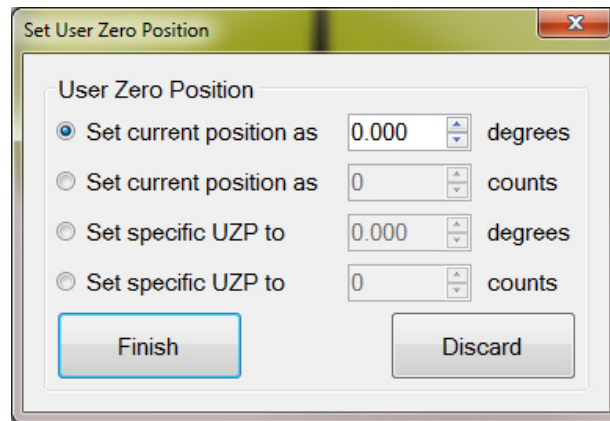 Set User Zero Position
User Zero Position
Set current position as 0.000 degrees
Set current position as 0 counts
Set specific UZP to 0.000 degrees
Set specific UZP to 0 counts
Finish Discard